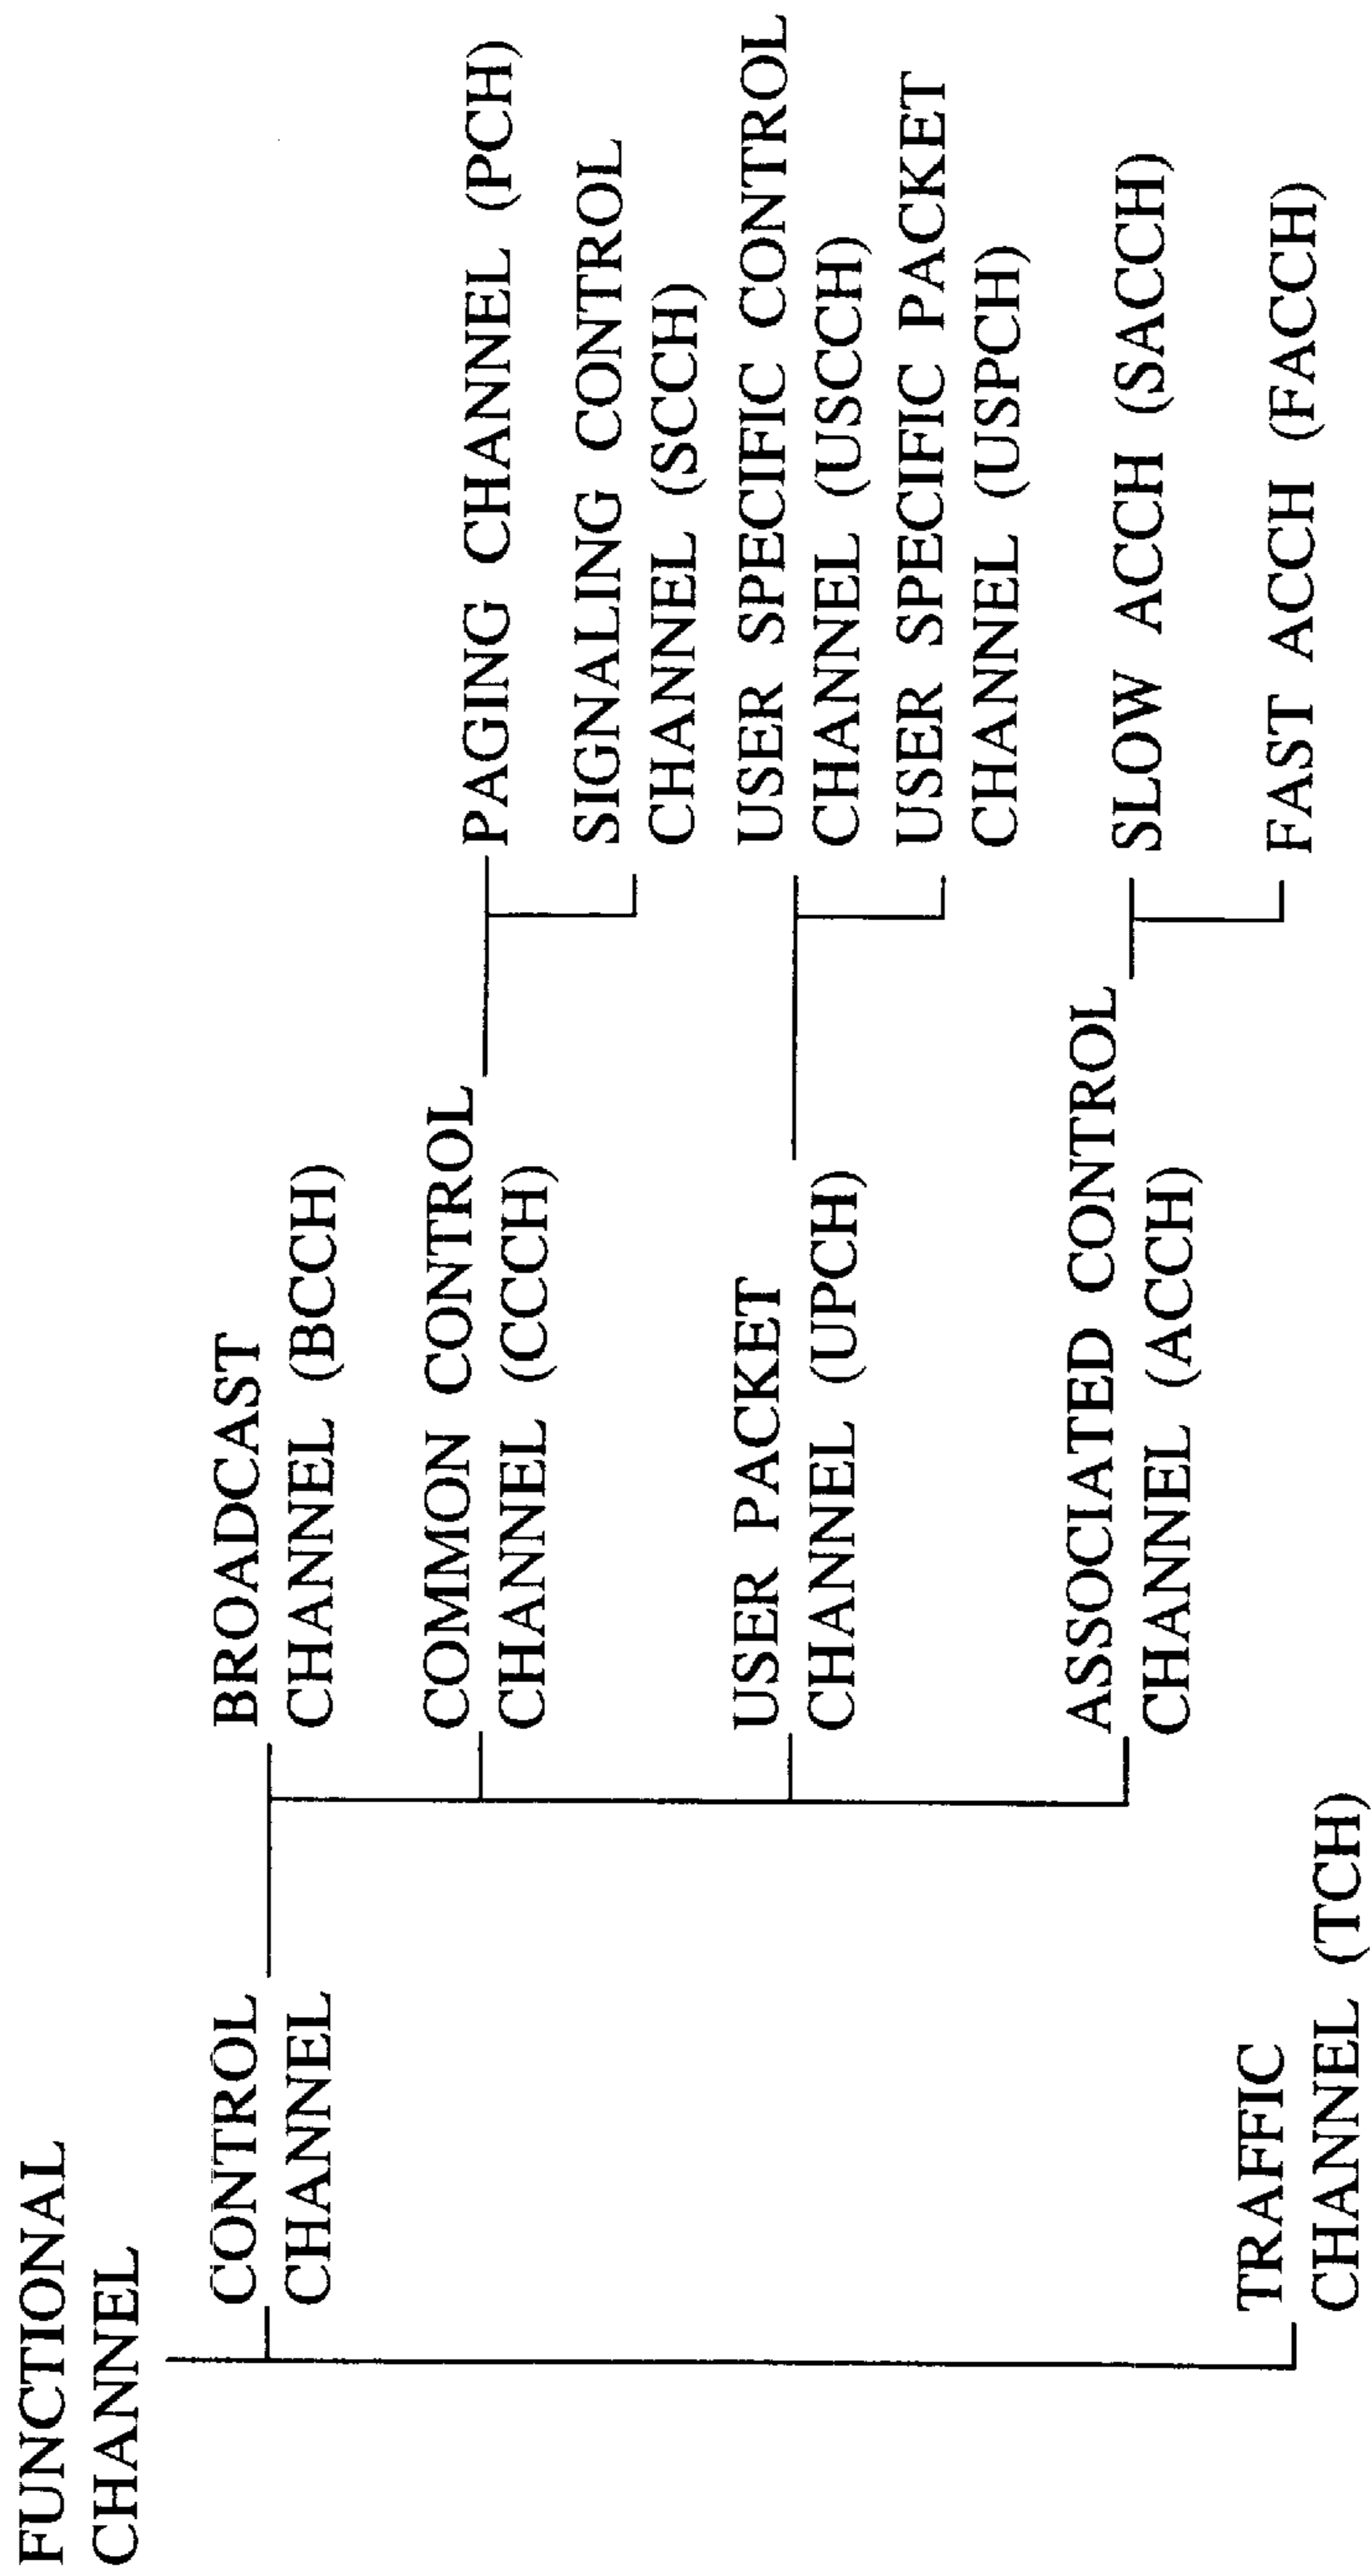 FUNCTIONAL
CHANNEL
CONTROL
CHANNEL
BROADCAST
CHANNEL (BCCH)
COMMON CONTROL
CHANNEL (CCCH)
PAGING CHANNEL (PCH)
SIGNALING CONTROL
CHANNEL (SCCH)
USER PACKET
CHANNEL (UPCH)
USER SPECIFIC CONTROL
CHANNEL (USCCH)
USER SPECIFIC PACKET
CHANNEL (USPCH)
ASSOCIATED CONTROL
CHANNEL (ACCH)
SLOW ACCH (SACCH)
FAST ACCH (FACCH)
TRAFFIC
CHANNEL (TCH)